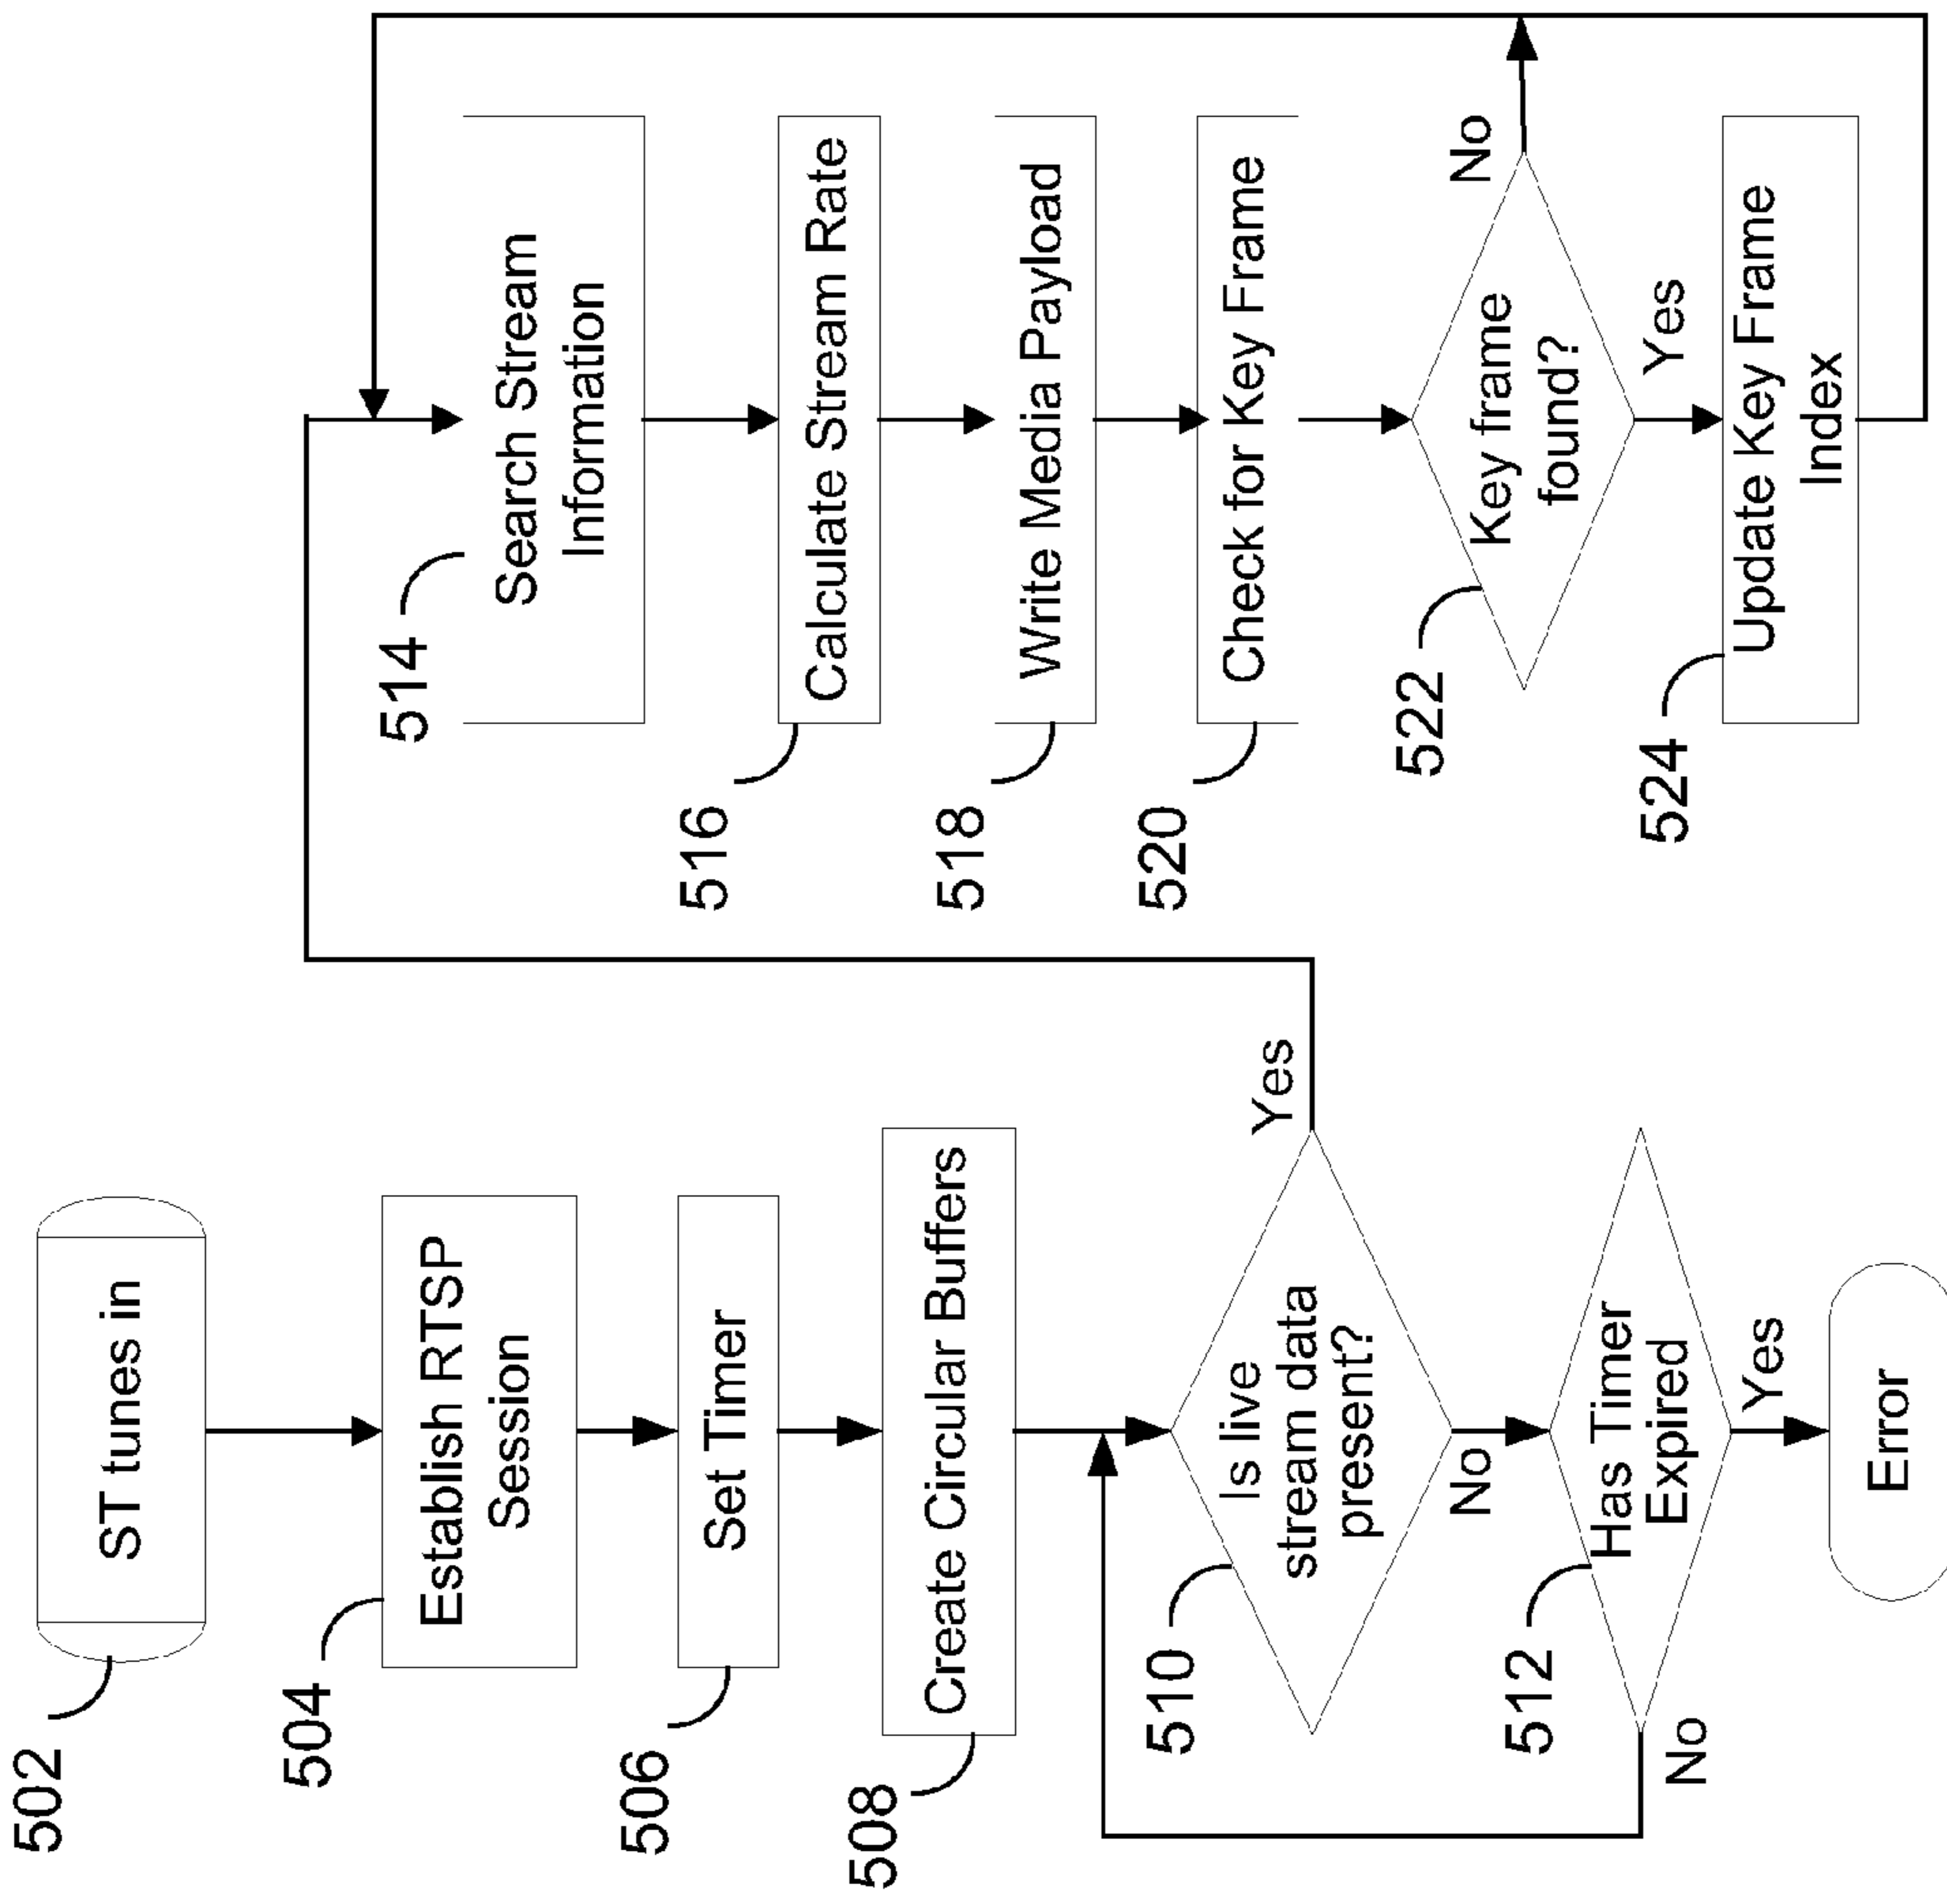 502
ST tunes in
504
Establish RTSP
Session
506
Set Timer
508
Create Circular Buffers
510
Is live
stream data
present?
Yes
No
512
Has Timer
Expired
No
Yes
Error
514
Search Stream
Information
516
Calculate Stream Rate
518
Write Media Payload
520
Check for Key Frame
522
Key frame
found?
No
Yes
524
Update Key Frame
Index